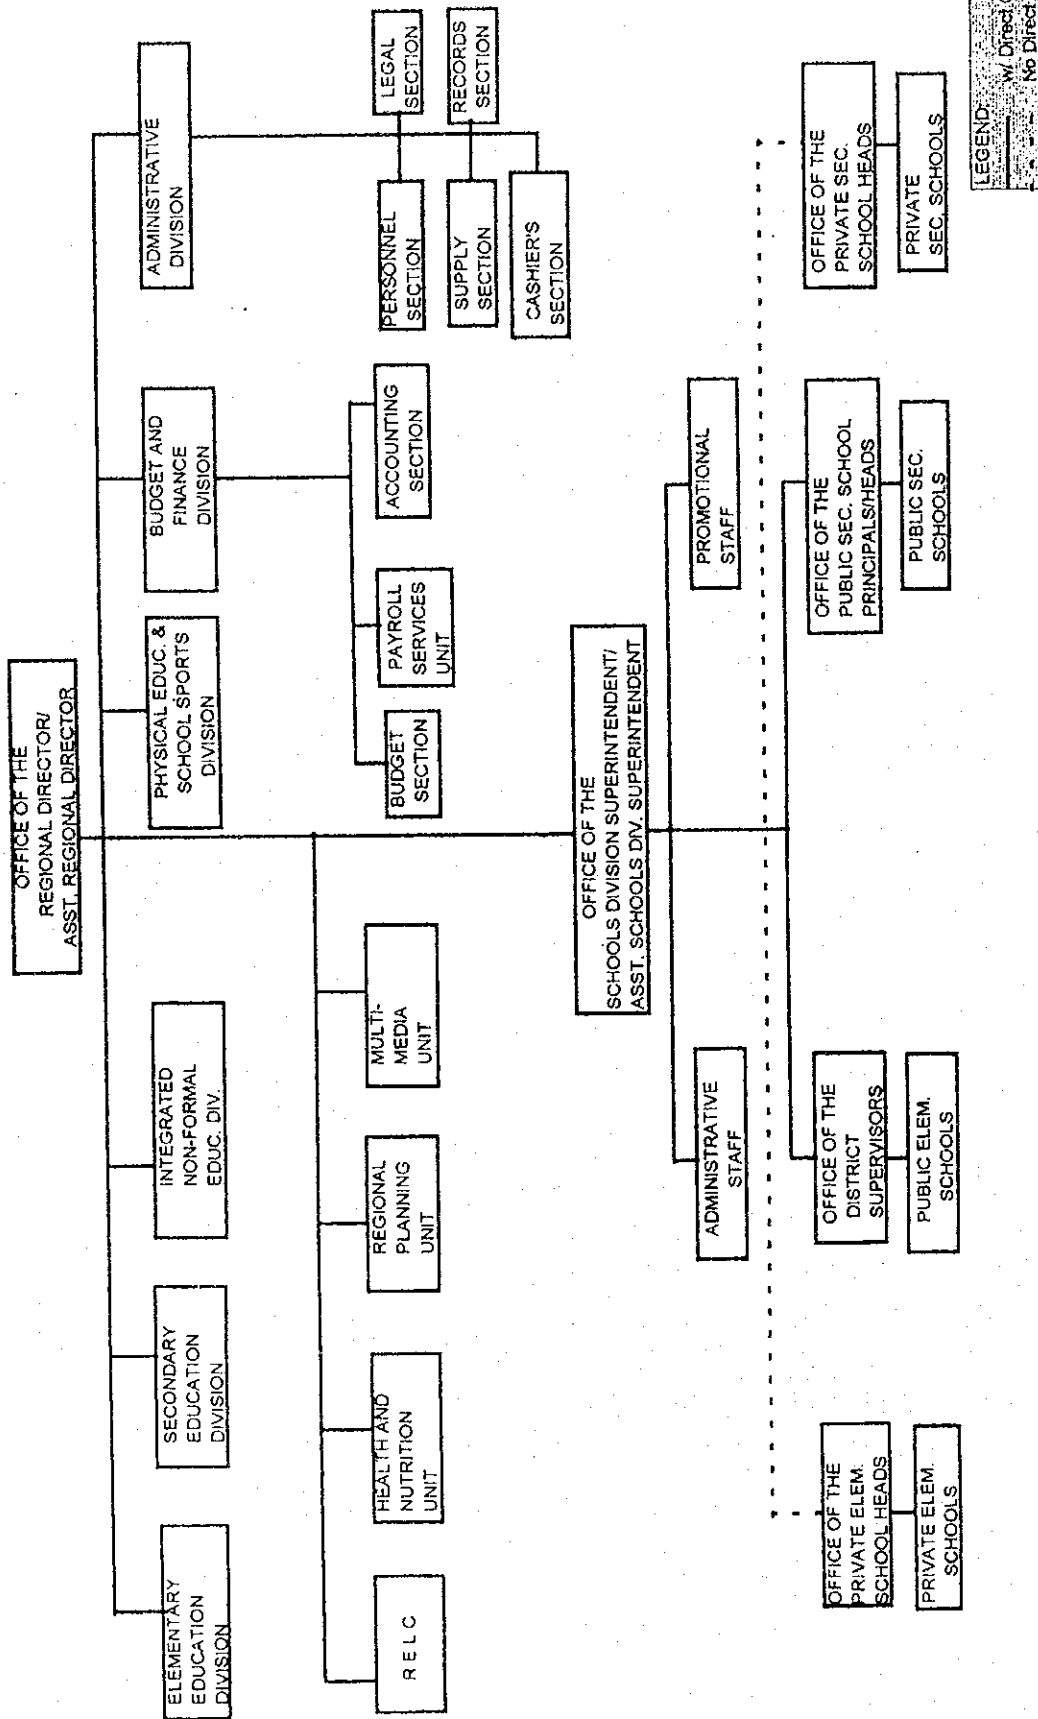 OFFICE OF THE
REGIONAL DIRECTOR/
ASST. REGIONAL DIRECTOR
ELEMENTARY
EDUCATION
DIVISION
SECONDARY
EDUCATION
DIVISION
INTEGRATED
NON-FORMAL
EDUC. DIV.
PHYSICAL EDUC. &
SCHOOL SPORTS
DIVISION
BUDGET AND
FINANCE
DIVISION
ADMINISTRATIVE
DIVISION
R E L C
HEALTH AND
NUTRITION
UNIT
REGIONAL
PLANNING
UNIT
MULTI-
MEDIA
UNIT
BUDGET
SECTION
PAYROLL
SERVICES
UNIT
ACCOUNTING
SECTION
PERSONNEL
SECTION
LEGAL
SECTION
SUPPLY
SECTION
RECORDS
SECTION
CASHIER'S
SECTION
OFFICE OF THE
SCHOOLS DIVISION SUPERINTENDENT/
ASST. SCHOOLS DIV. SUPERINTENDENT
ADMINISTRATIVE
STAFF
PROMOTIONAL
STAFF
OFFICE OF THE
PRIVATE ELEM.
SCHOOL HEADS
OFFICE OF THE
DISTRICT
SUPERVISORS
OFFICE OF THE
PUBLIC SEC. SCHOOL
PRINCIPALS/HEADS
OFFICE OF THE
PRIVATE SEC.
SCHOOL HEADS
PRIVATE ELEM.
SCHOOLS
PUBLIC ELEM.
SCHOOLS
PUBLIC SEC.
SCHOOLS
PRIVATE
SEC. SCHOOLS
LEGEND:
W/ Direct
No Direct